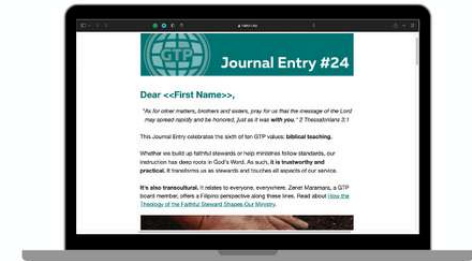 GTP
Journal Entry #24
Dear <<First Name>>,
"As for other matters, brothers and sisters, pray for us that the message of the Lord
may spread rapidly and be honored, just as it was with you." 2 Thessalonians 3:1
This Journal Entry celebrates the sixth of ten GTP values: biblical teaching.
Whether we build up faithful stewards or help ministries follow standards, our
instruction has deep roots in God's Word. As such, it is trustworthy and
practical. It transforms us as stewards and touches all aspects of our service.
It's also transcultural. It relates to everyone, everywhere. Zenet Maramara, a GTP
board member, offers a Filipino perspective along these lines. Read about How the
Theology of the Faithful Steward Shapes Our Ministry.